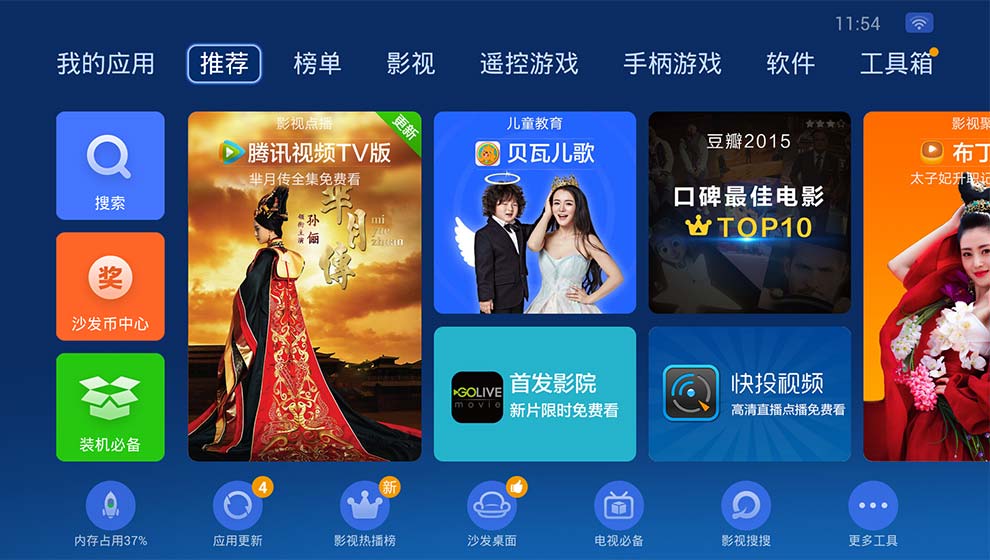 11:54
我的应用
推荐
榜单
影视
遥控游戏
手柄游戏
软件
工具箱
搜索
奖
沙发币中心
装机必备
影视点播
更新
腾讯视频TV版
芈月传全集免费看
领衔主演
孙俪
芈月傳
mi
yue
zhuan
儿童教育
贝瓦儿歌
豆瓣2015
口碑最佳电影
TOP10
影视聚
布丁
太子妃升职记
GOLIVE
movie
首发影院
新片限时免费看
快投视频
高清直播点播免费看
内存占用37%
4
应用更新
新
影视热播榜
沙发桌面
电视必备
影视搜搜
更多工具